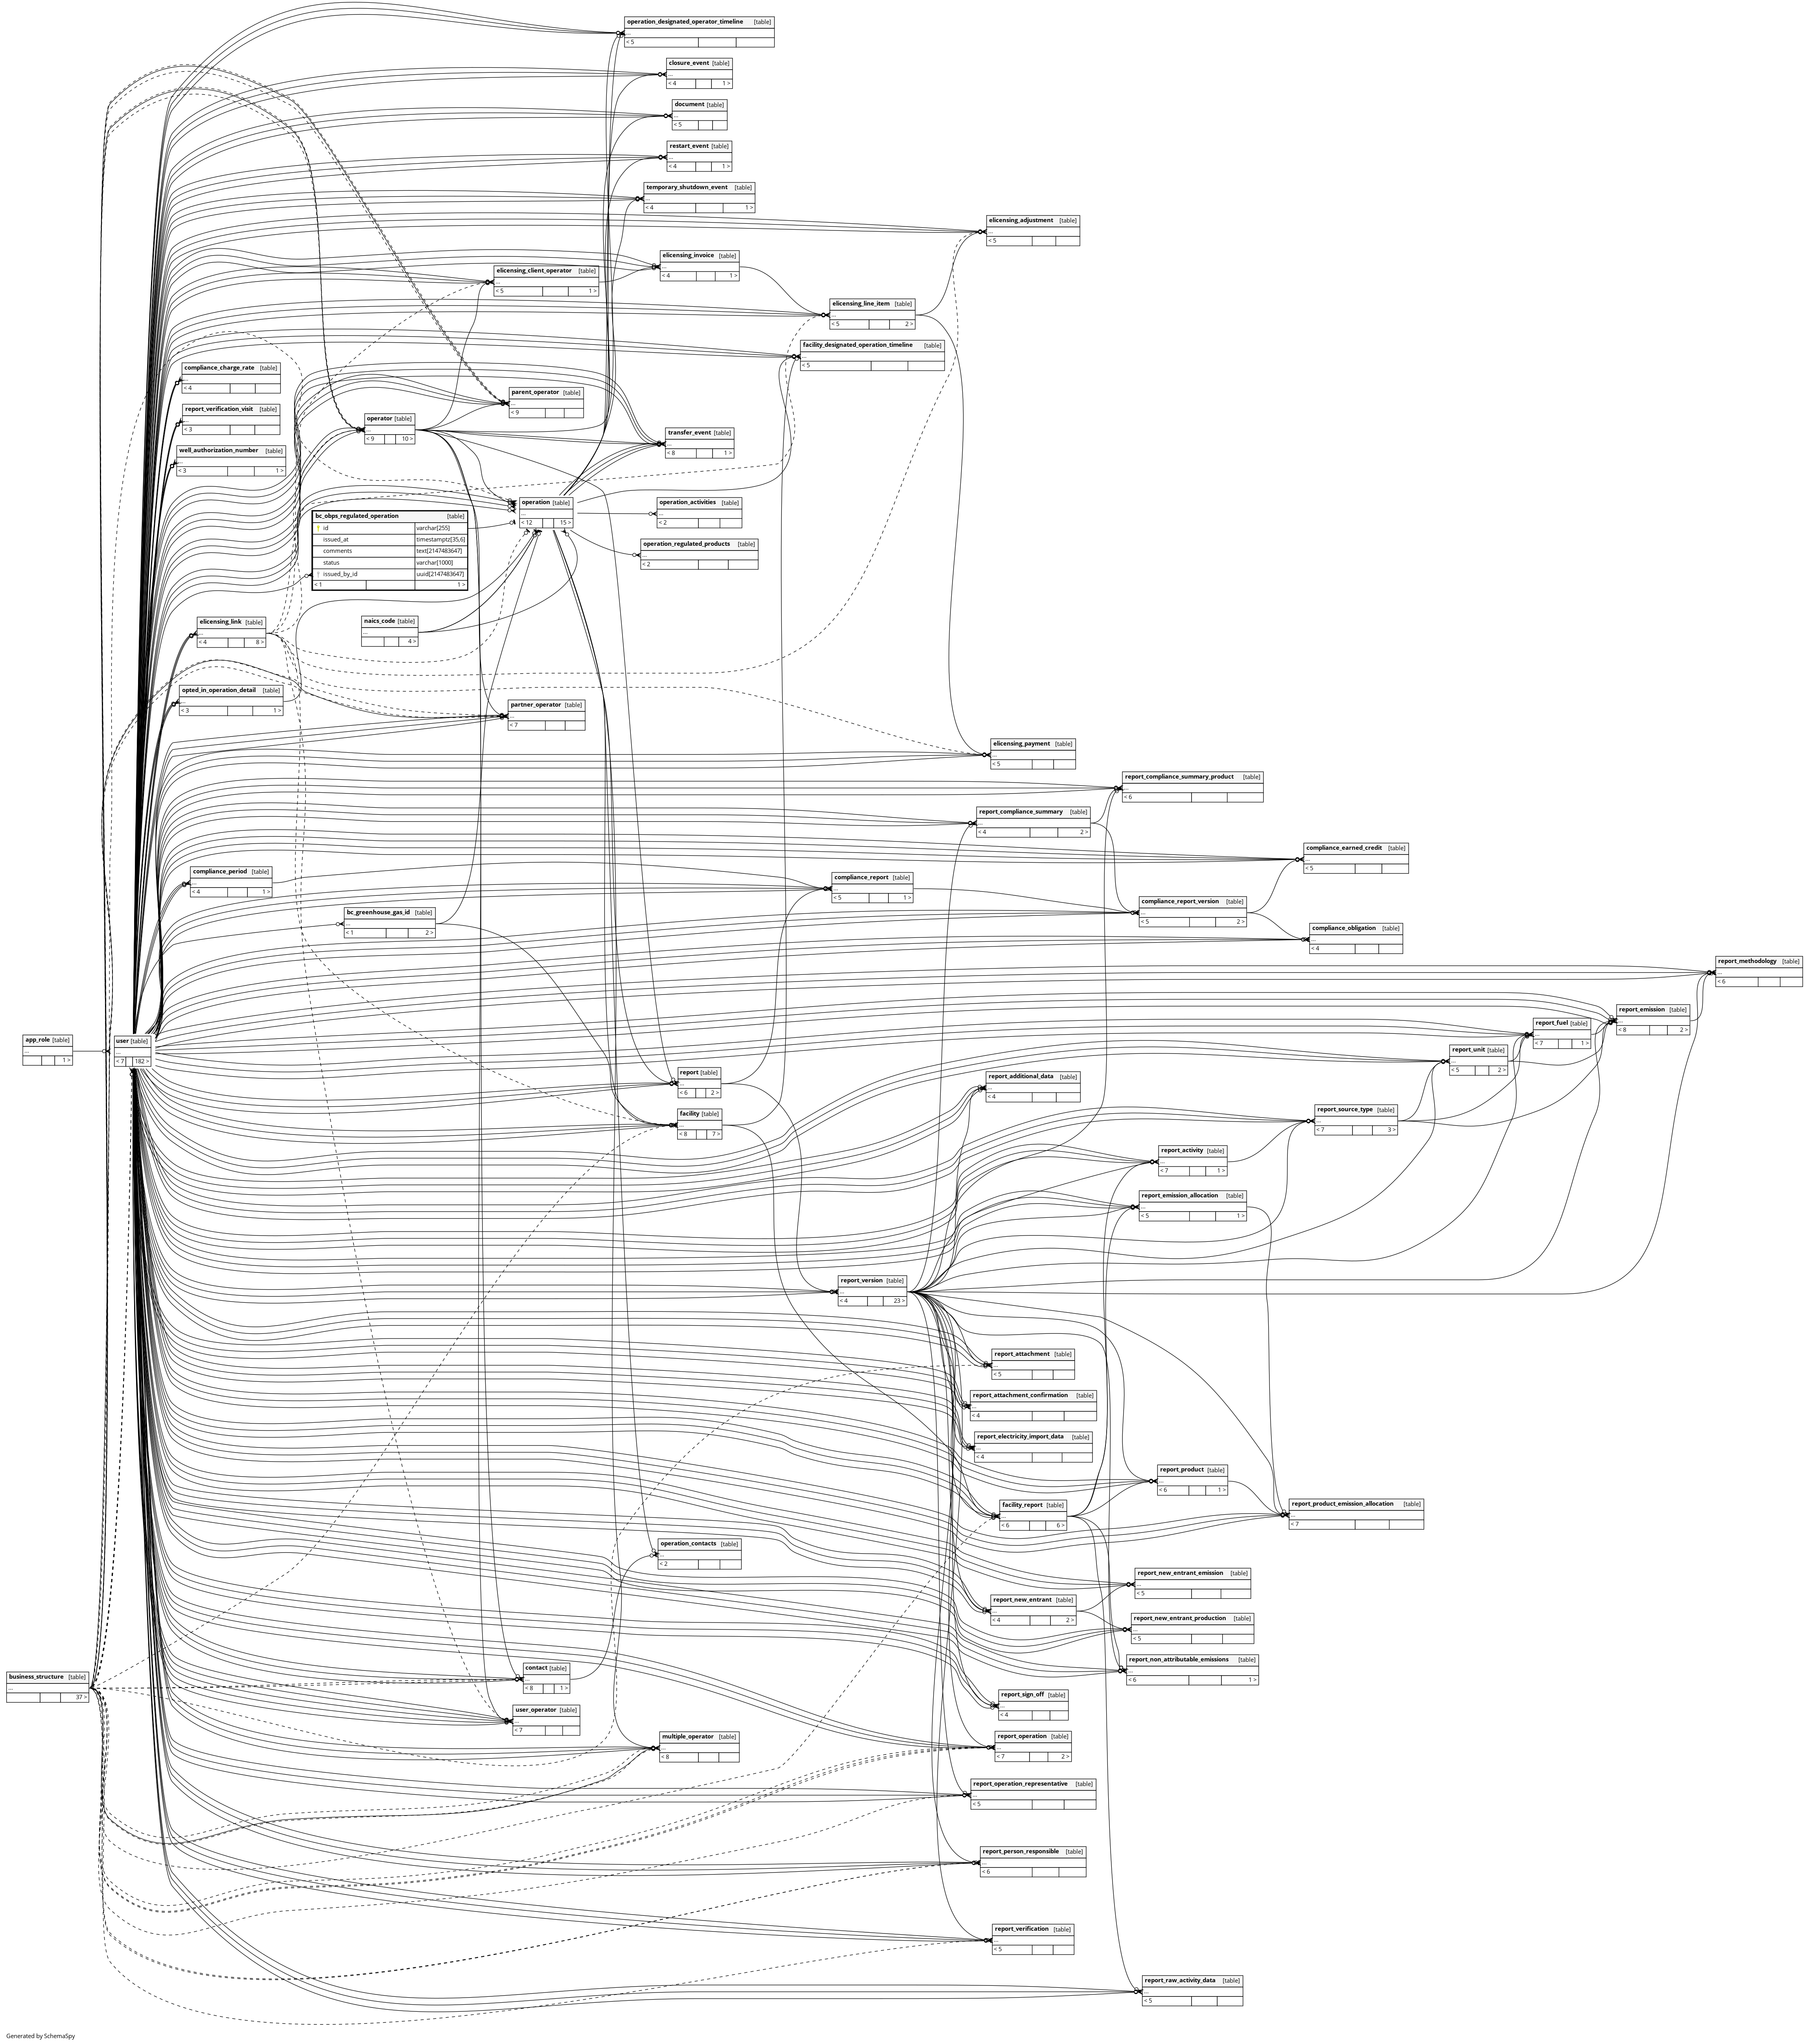 operation_designated_operator_timeline [table]
...
< 5
closure_event [table]
...
< 4 1 >
document [table]
...
< 5
restart_event [table]
...
< 4 1 >
temporary_shutdown_event [table]
...
< 4 1 >
elicensing_adjustment [table]
...
< 5
elicensing_invoice [table]
...
< 4 1 >
elicensing_client_operator [table]
...
< 5 1 >
elicensing_line_item [table]
...
< 5 2 >
facility_designated_operation_timeline [table]
...
< 5
compliance_charge_rate [table]
...
< 4
parent_operator [table]
...
< 9
report_verification_visit [table]
...
< 3
operator [table]
...
< 9 10 >
transfer_event [table]
...
< 8 1 >
well_authorization_number [table]
...
< 3 1 >
operation [table]
...
< 12 15 >
operation_activities [table]
...
< 2
bc_obps_regulated_operation [table]
id varchar[255]
issued_at timestamptz[35,6]
comments text[2147483647]
status varchar[1000]
issued_by_id uuid[2147483647]
< 1 1 >
operation_regulated_products [table]
...
< 2
elicensing_link [table]
...
< 4 8 >
naics_code [table]
...
4 >
opted_in_operation_detail [table]
...
< 3 1 >
partner_operator [table]
...
< 7
elicensing_payment [table]
...
< 5
report_compliance_summary_product [table]
...
< 6
report_compliance_summary [table]
...
< 4 2 >
compliance_earned_credit [table]
...
< 5
compliance_period [table]
...
< 4 1 >
compliance_report [table]
...
< 5 1 >
compliance_report_version [table]
...
< 5 2 >
bc_greenhouse_gas_id [table]
...
< 1 2 >
compliance_obligation [table]
...
< 4
report_methodology [table]
...
< 6
report_emission [table]
...
< 8 2 >
report_fuel [table]
...
< 7 1 >
app_role [table]
...
1 >
user [table]
...
< 7 182 >
report_unit [table]
...
< 5 2 >
report [table]
...
< 6 2 >
report_additional_data [table]
...
< 4
facility [table]
...
< 8 7 >
report_source_type [table]
...
< 7 3 >
report_activity [table]
...
< 7 1 >
report_emission_allocation [table]
...
< 5 1 >
report_version [table]
...
< 4 23 >
report_attachment [table]
...
< 5
report_attachment_confirmation [table]
...
< 4
report_electricity_import_data [table]
...
< 4
report_product [table]
...
< 6 1 >
facility_report [table]
...
< 6 6 >
report_product_emission_allocation [table]
...
< 7
operation_contacts [table]
...
< 2
report_new_entrant_emission [table]
...
< 5
report_new_entrant [table]
...
< 4 2 >
report_new_entrant_production [table]
...
< 5
report_non_attributable_emissions [table]
...
< 6 1 >
business_structure [table]
...
37 >
contact [table]
...
< 8 1 >
report_sign_off [table]
...
< 4
user_operator [table]
...
< 7
multiple_operator [table]
...
< 8
report_operation [table]
...
< 7 2 >
report_operation_representative [table]
...
< 5
report_person_responsible [table]
...
< 6
report_verification [table]
...
< 5
report_raw_activity_data [table]
...
< 5
Generated by SchemaSpy